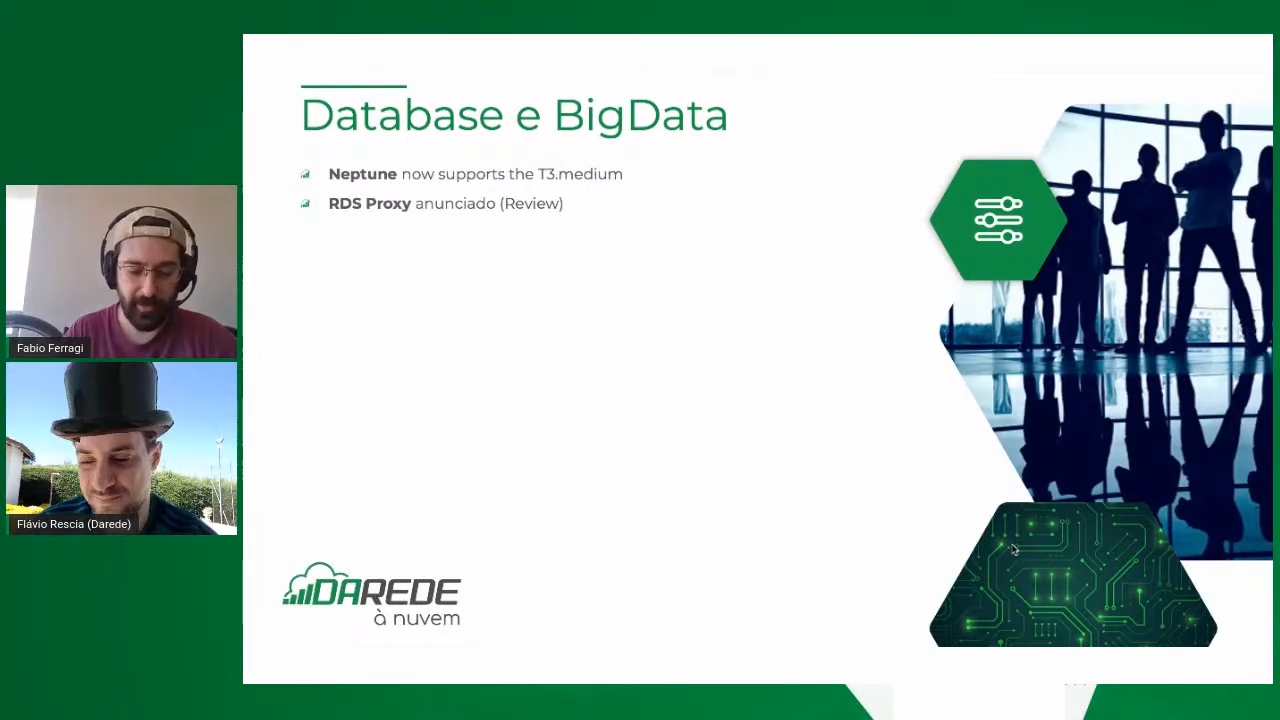 Database e BigData
Neptune now supports the T3.medium
RDS Proxy anunciado (Review)
Fabio Ferragi
Flávio Rescia (Darede)
DAREDE
à nuvem